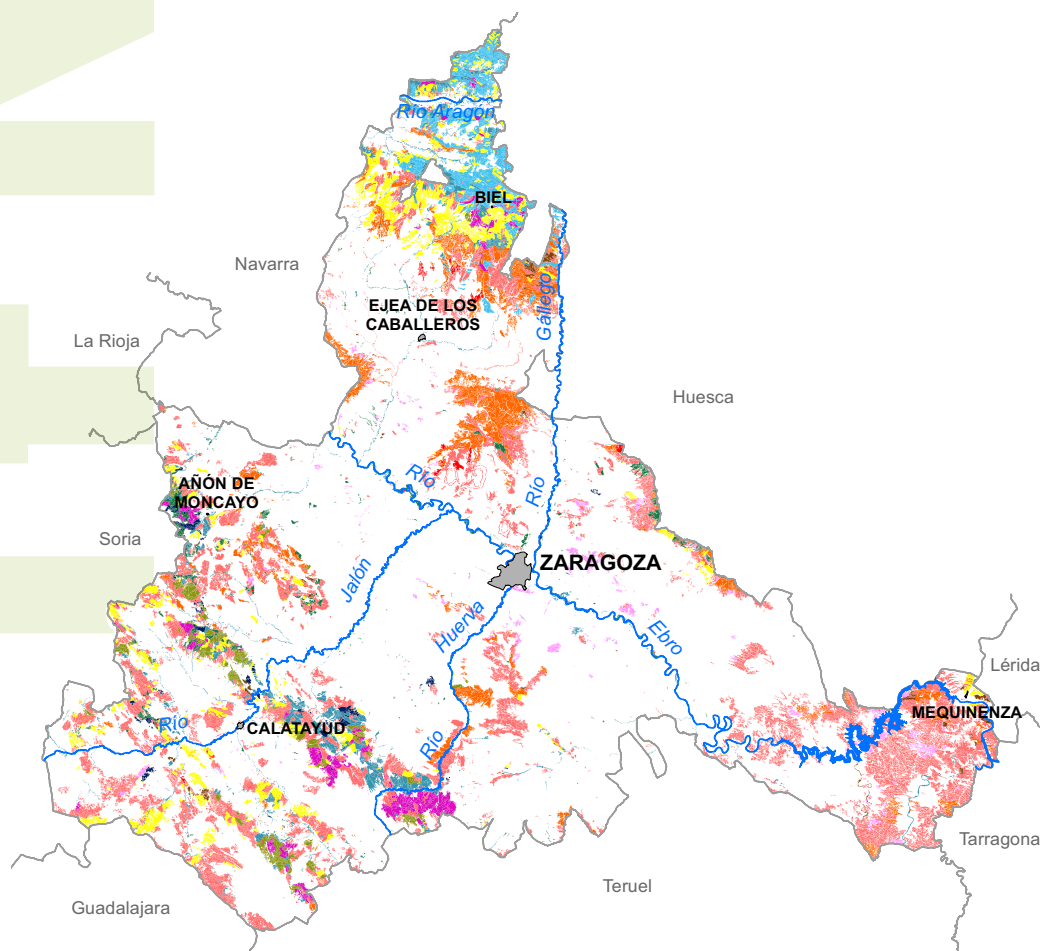 Río Aragón
BIEL
Navarra
Gállego
EJEA DE LOS
CABALLEROS
La Rioja
Huesca
Río
AÑÓN DE
MONCAYO
Río
Soria
ZARAGOZA
Jalón
Huerva
Ebro
Lérida
MEQUINENZA
Río
CALATAYUD
Río
Tarragona
Teruel
Guadalajara